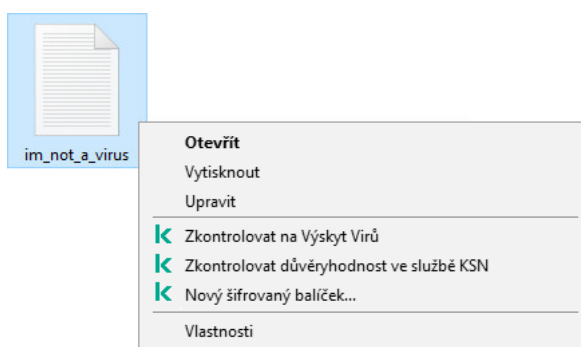 im_not_a_virus
Otevřít
Vytisknout
Upravit
Zkontrolovat na Výskyt Virů
Zkontrolovat důvěryhodnost ve službě KSN
Nový šifrovaný balíček...
Vlastnosti